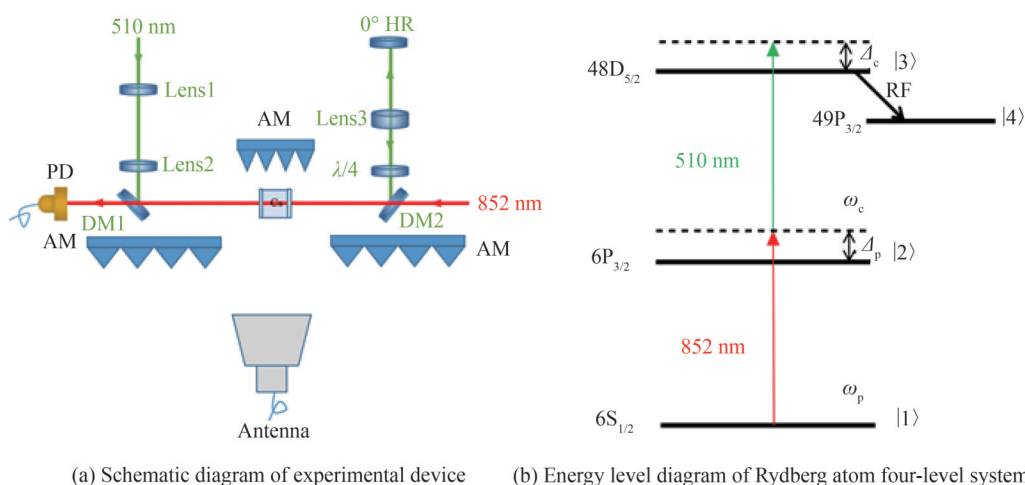 510 nm
0° HR
Lens1
AM
Lens3
Lens2
λ/4
PD
Cs
852 nm
DM1
DM2
AM
AM
Antenna
(a) Schematic diagram of experimental device
Δc |3⟩
48D5/2
RF
49P3/2 |4⟩
510 nm
ωc
6P3/2
Δp |2⟩
852 nm
ωp
6S1/2 |1⟩
(b) Energy level diagram of Rydberg atom four-level system